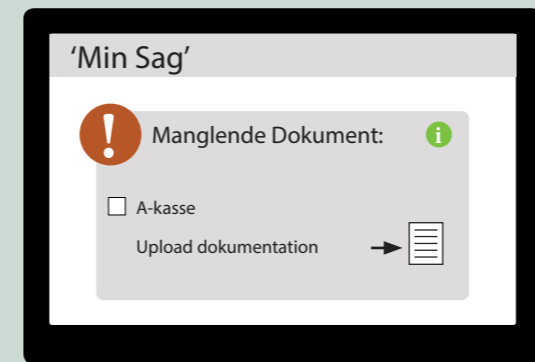 ‘Min Sag’
! Manglende Dokument: i
A-kasse
Upload dokumentation